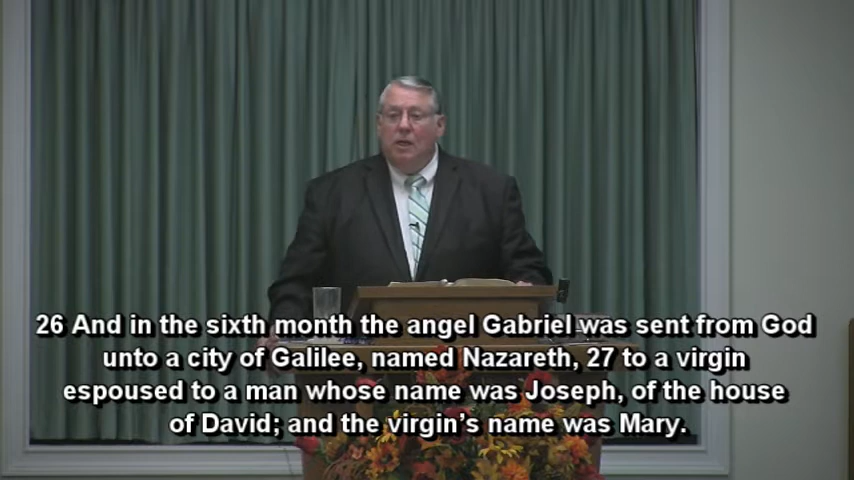 26 And in the sixth month the angel Gabriel was sent from God
unto a city of Galilee, named Nazareth, 27 to a virgin
espoused to a man whose name was Joseph, of the house
of David; and the virgin's name was Mary.